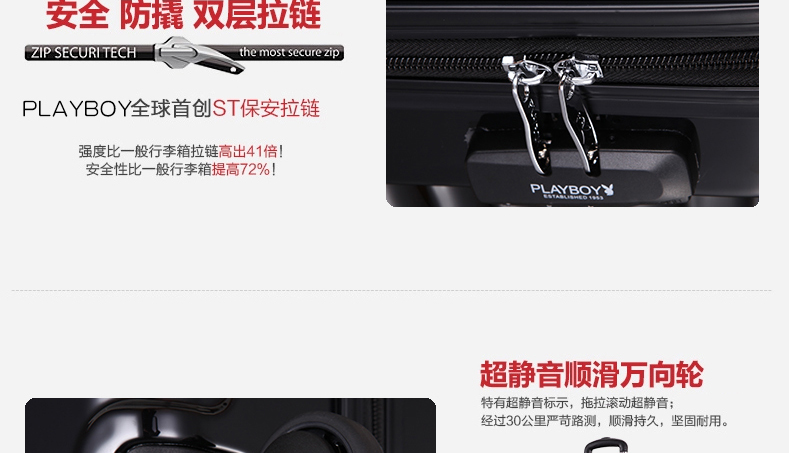 安全 防撬 双层拉链
ZIP SECURITECH the most secure zip
PLAYBOY全球首创ST保安拉链
强度比一般行李箱拉链高出41倍!
安全性比一般行李箱提高72%!
PLAYBOY
ESTABLISHED 1953
超静音顺滑万向轮
特有超静音标示，拖拉滚动超静音；
经过30公里严苛路测，顺滑持久，坚固耐用。